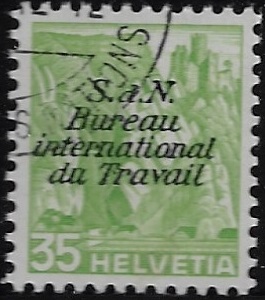 S.d.N.
Bureau
international
du Travail
35 HELVETIA